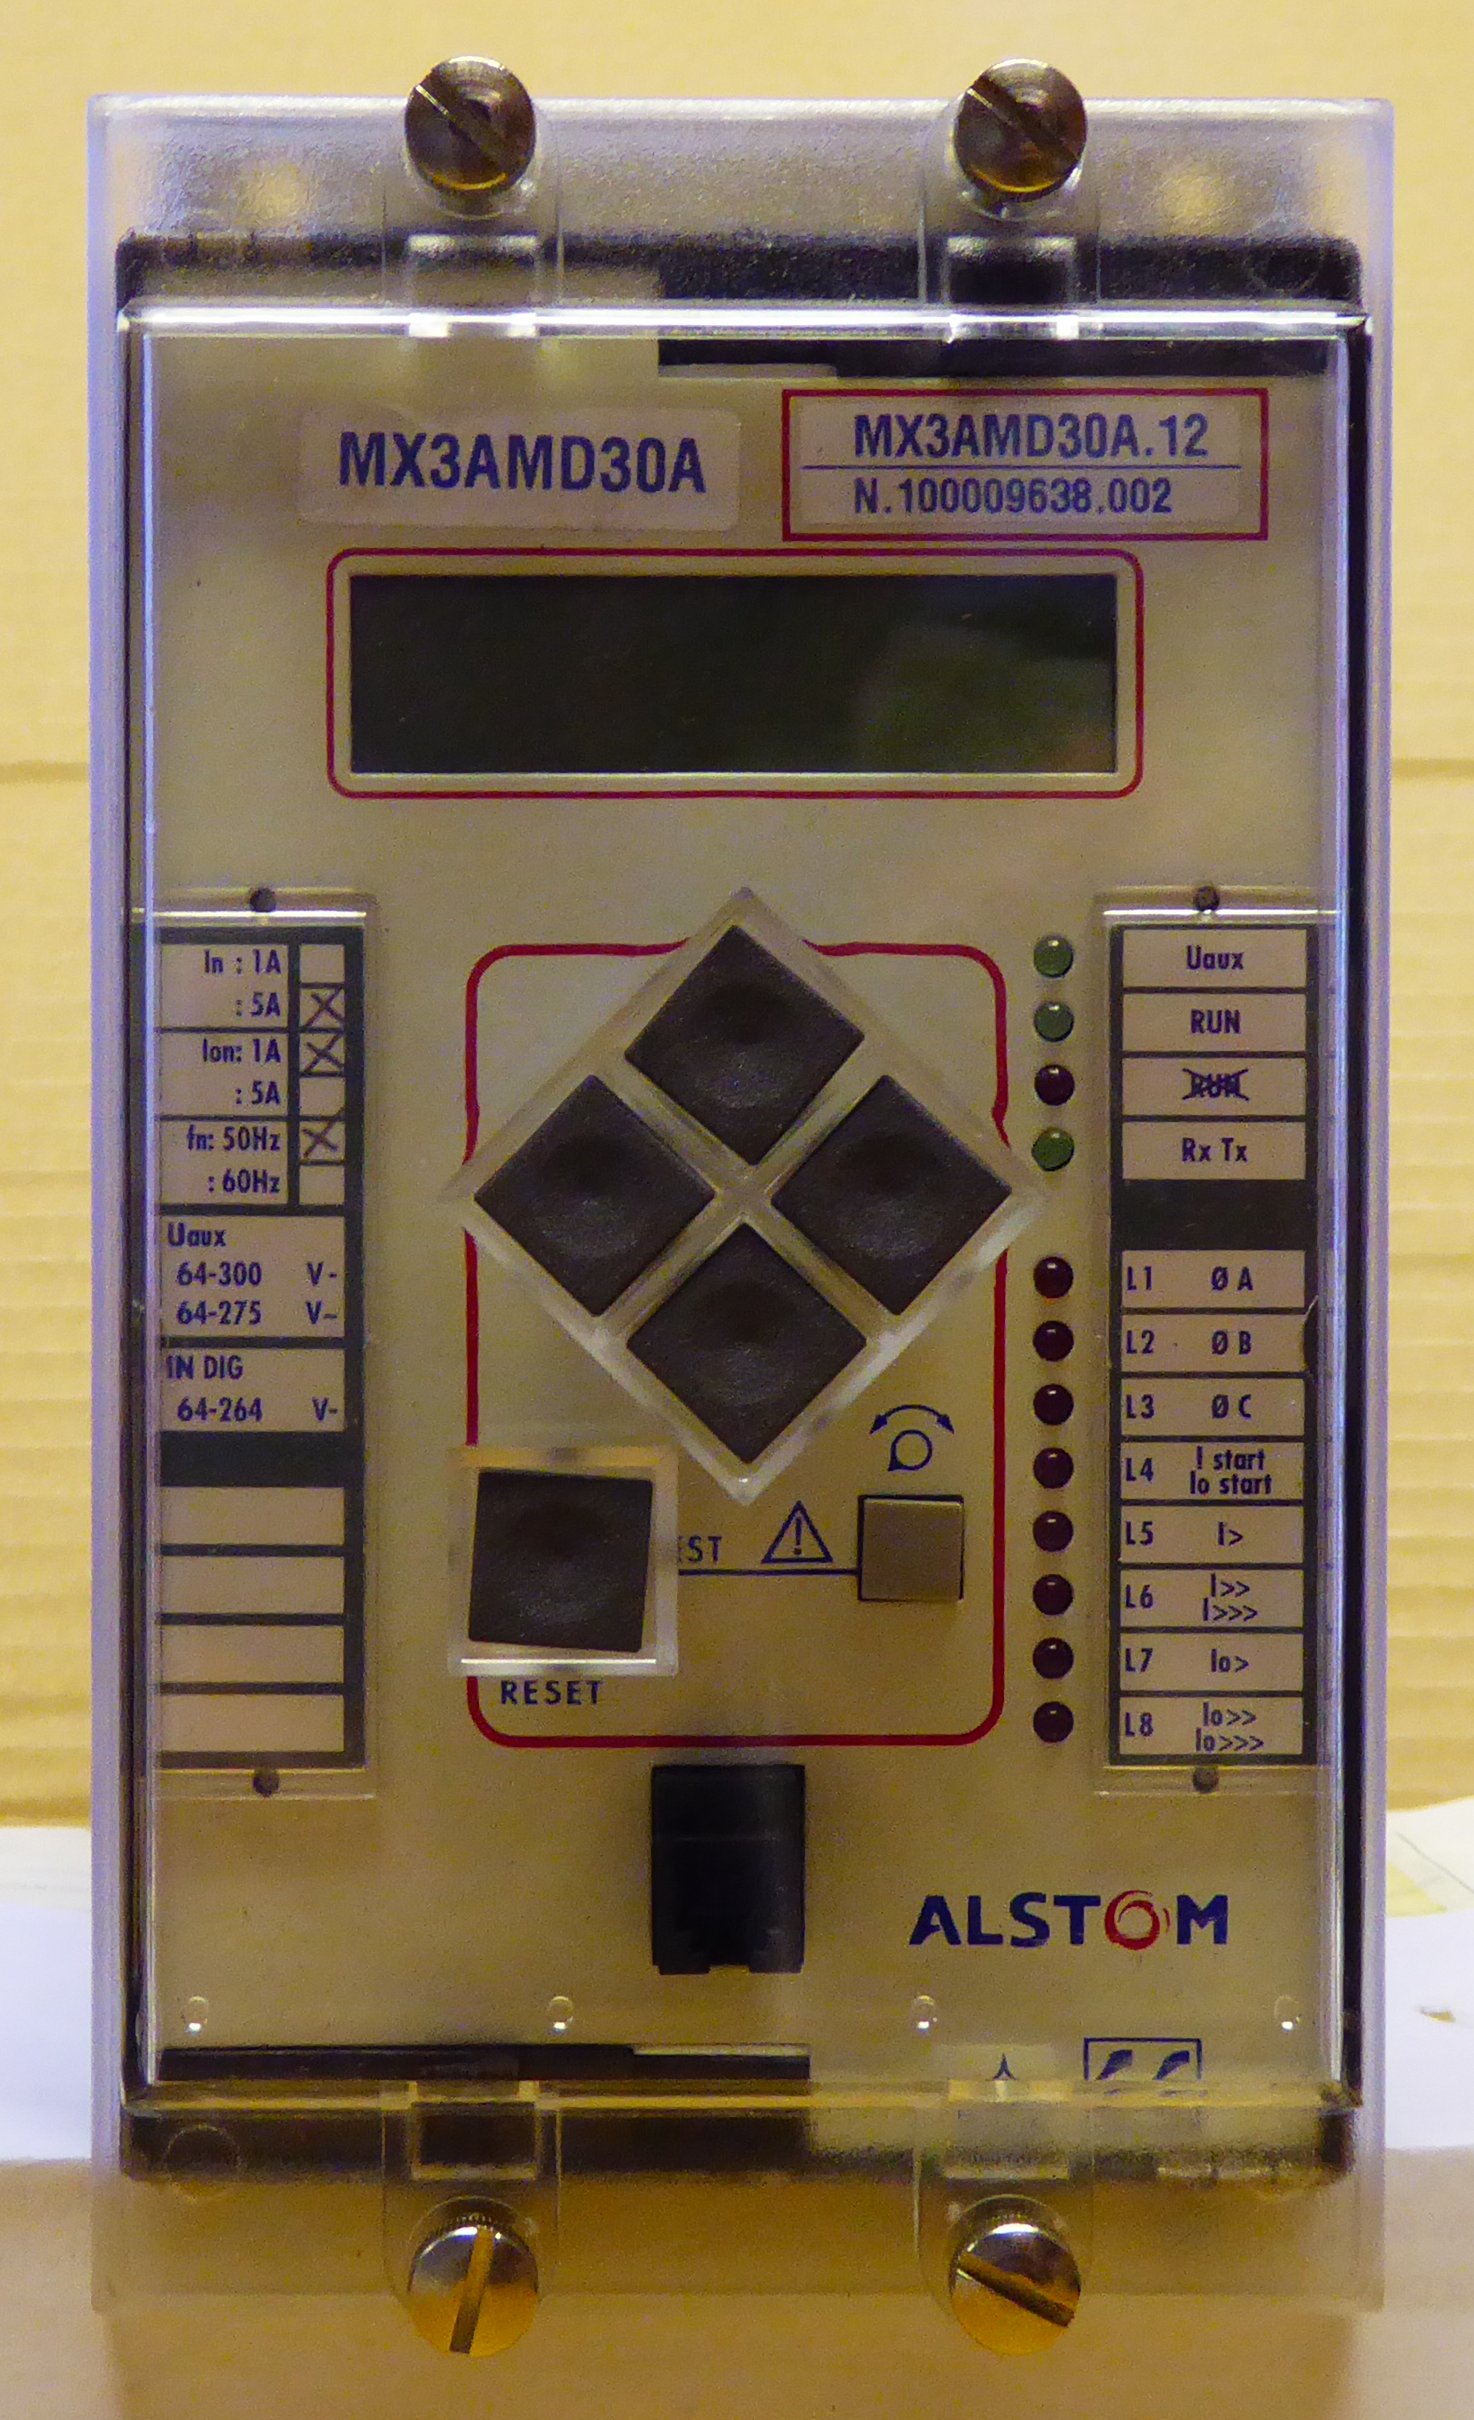 MX3AMD30A
MX3AMD30A.12
N.100009638.002
In : 1A
: 5A
Ion: 1A
: 5A
fn: 50Hz
: 60Hz
Uaux
64-300 V-
64-275 V~
IN DIG
64-264 V-
EST
RESET
Uaux
RUN
RUN
Rx Tx
L1 Ø A
L2 Ø B
L3 Ø C
L4 I start
Io start
L5 I>
L6 I>>
I>>>
L7 Io>
L8 Io>>
Io>>>
ALSTOM